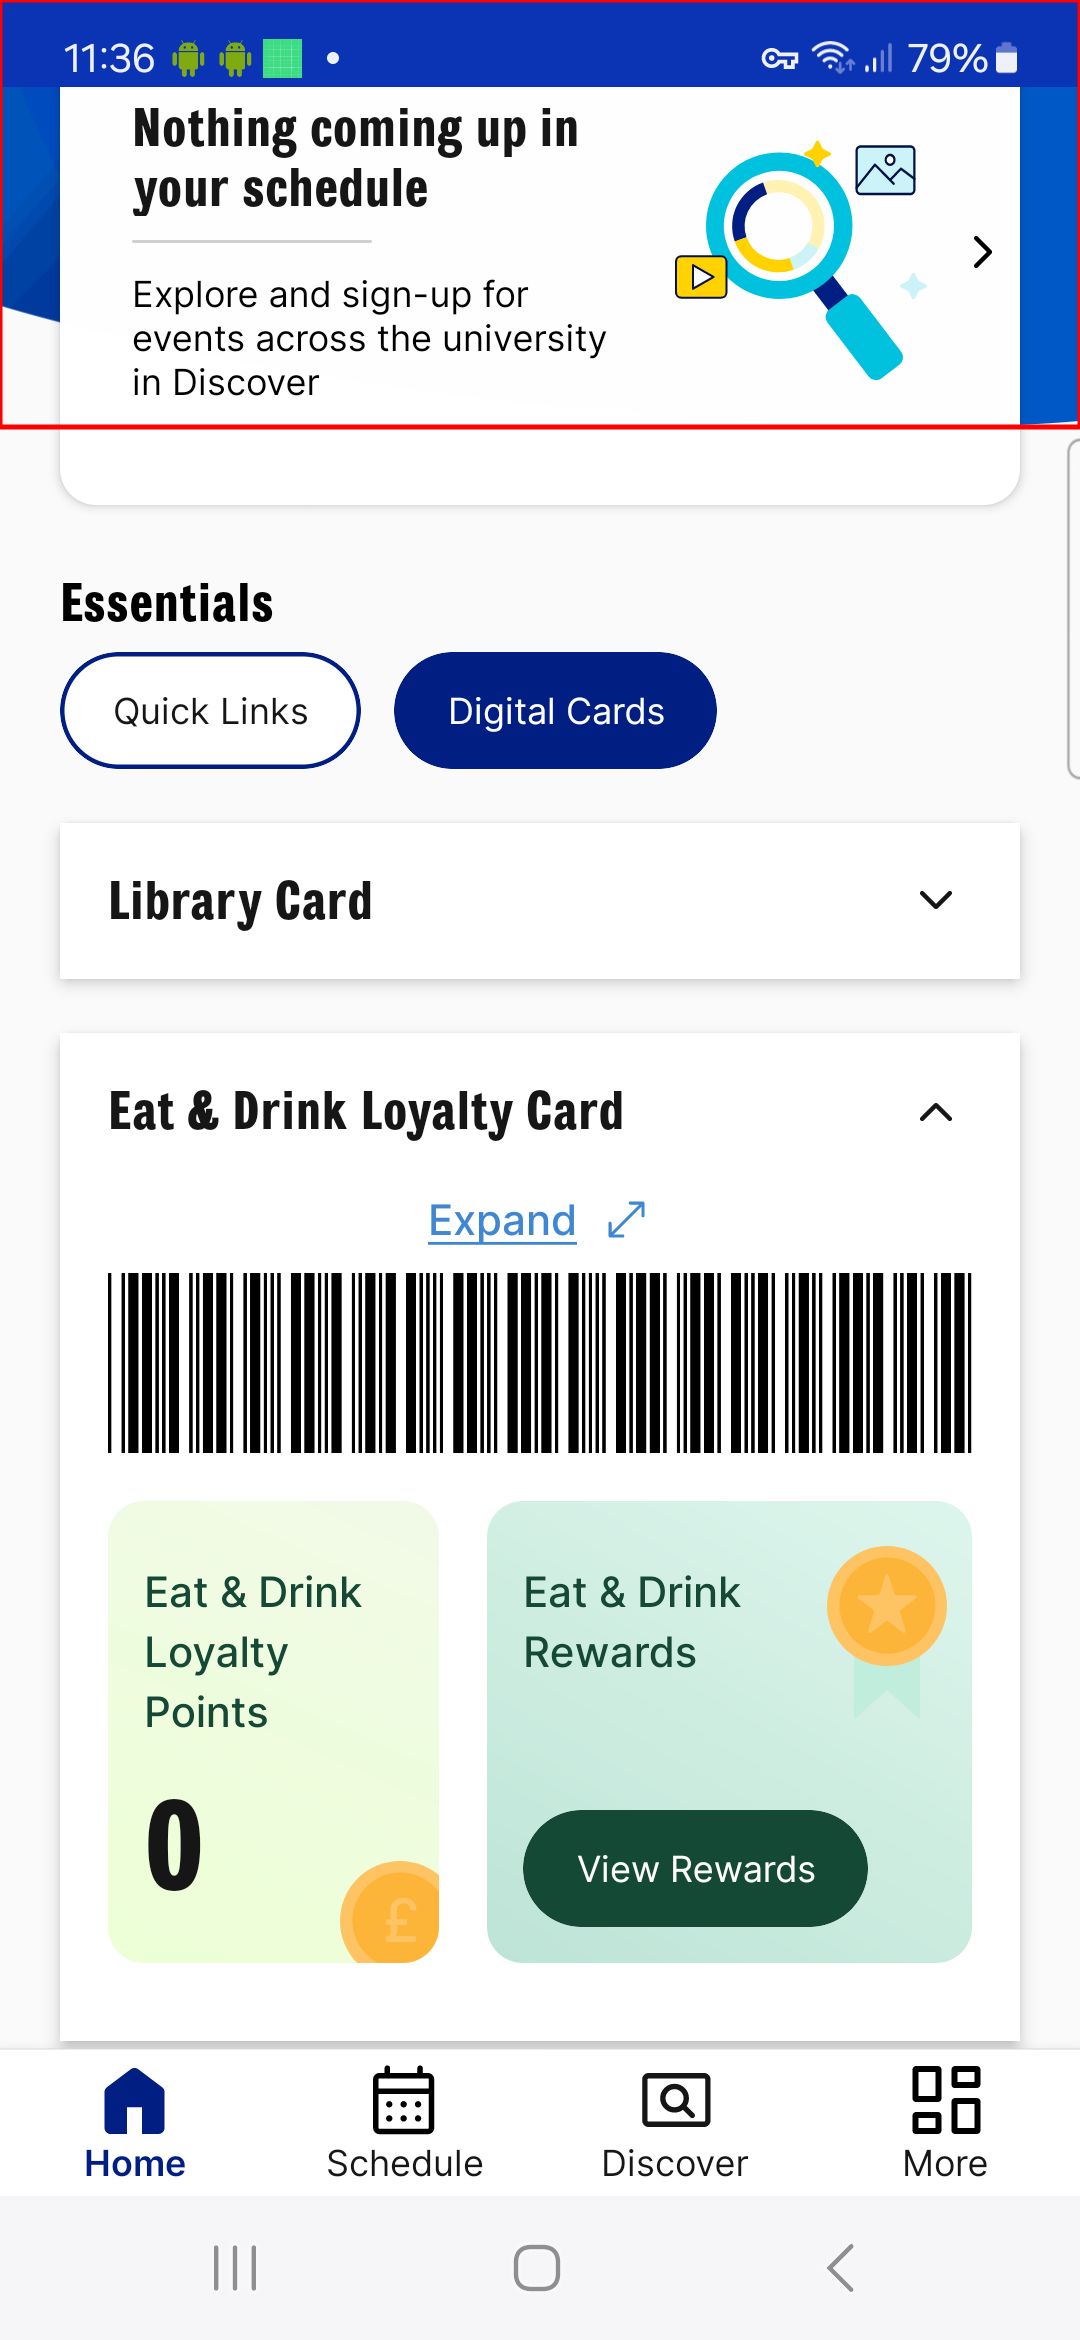 11:36
79%
Nothing coming up in
your schedule
Explore and sign-up for
events across the university
in Discover
Essentials
Quick Links
Digital Cards
Library Card
Eat & Drink Loyalty Card
Expand
Eat & Drink
Loyalty
Points
0
£
Eat & Drink
Rewards
View Rewards
Home
Schedule
Discover
More